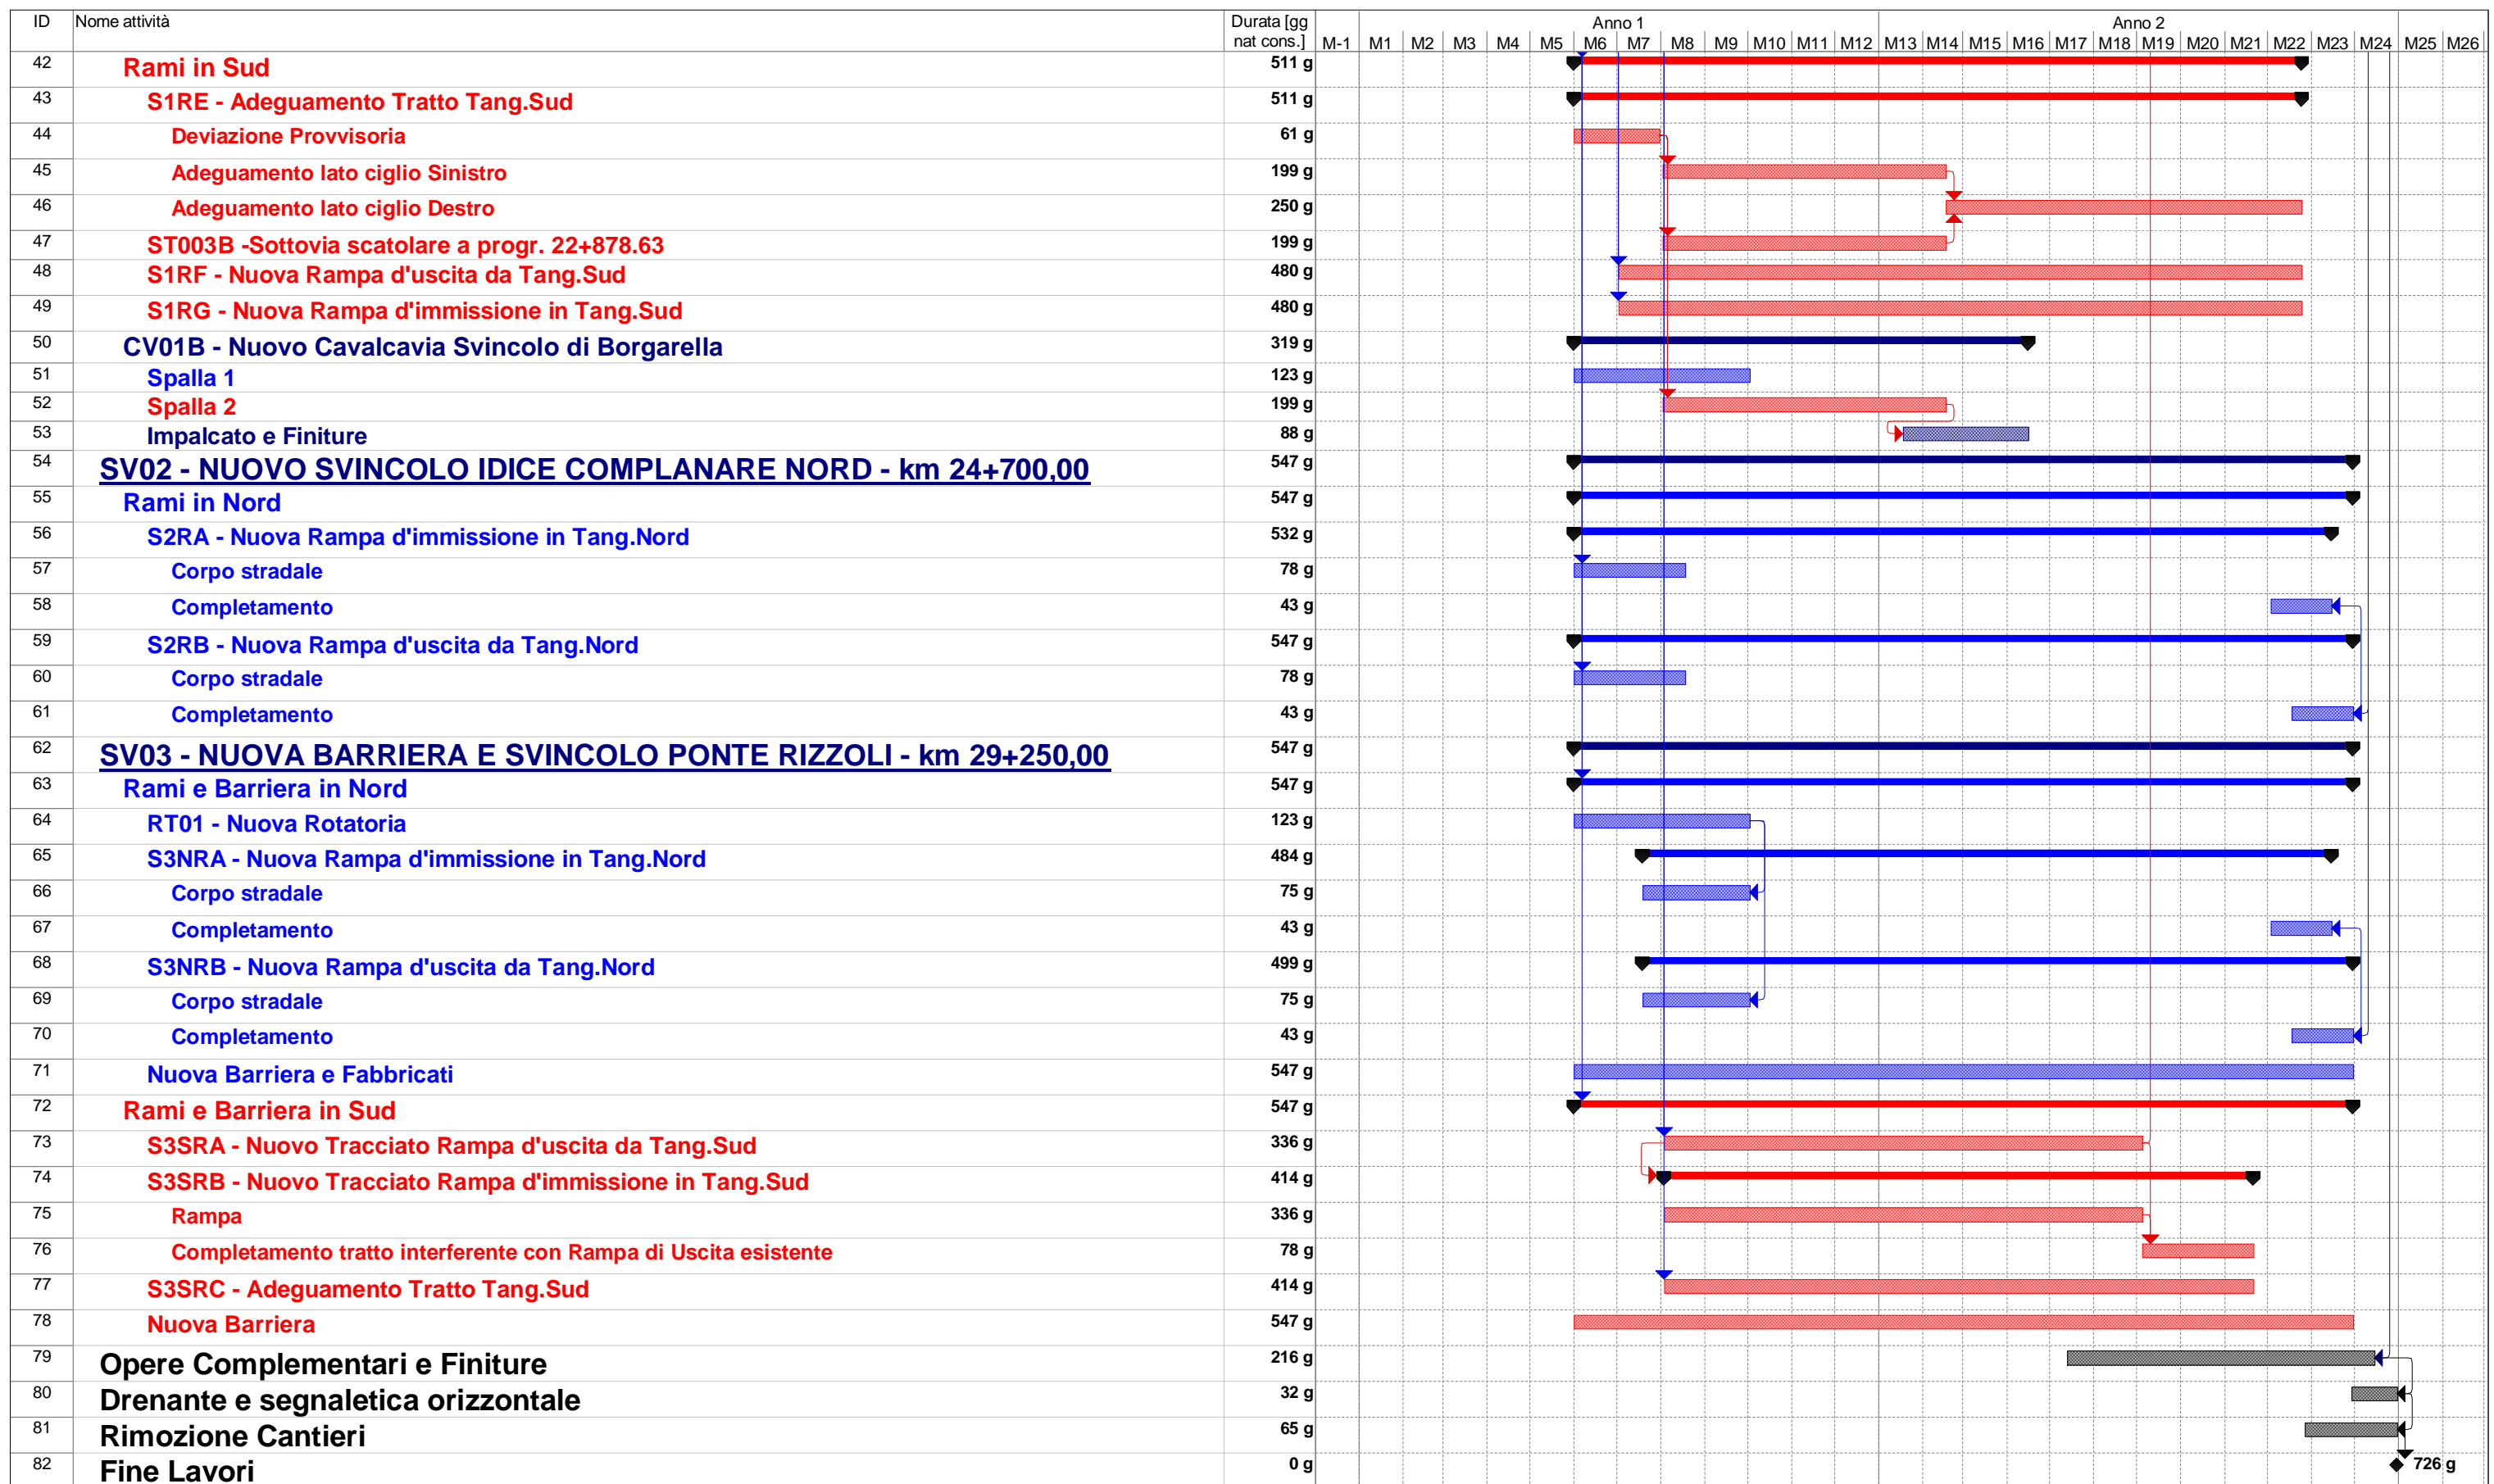 ID Nome attività Durata [gg Anno 1 Anno 2
nat cons.] M-1 M1 M2 M3 M4 M5 M6 M7 M8 M9 M10 M11 M12 M13 M14 M15 M16 M17 M18 M19 M20 M21 M22 M23 M24 M25 M26
42 Rami in Sud 511 g
43 S1RE - Adeguamento Tratto Tang.Sud 511 g
44 Deviazione Provvisoria 61 g
45 Adeguamento lato ciglio Sinistro 199 g
46 Adeguamento lato ciglio Destro 250 g
47 ST003B -Sottovia scatolare a progr. 22+878.63 199 g
48 S1RF - Nuova Rampa d'uscita da Tang.Sud 480 g
49 S1RG - Nuova Rampa d'immissione in Tang.Sud 480 g
50 CV01B - Nuovo Cavalcavia Svincolo di Borgarella 319 g
51 Spalla 1 123 g
52 Spalla 2 199 g
53 Impalcato e Finiture 88 g
54 SV02 - NUOVO SVINCOLO IDICE COMPLANARE NORD - km 24+700,00 547 g
55 Rami in Nord 547 g
56 S2RA - Nuova Rampa d'immissione in Tang.Nord 532 g
57 Corpo stradale 78 g
58 Completamento 43 g
59 S2RB - Nuova Rampa d'uscita da Tang.Nord 547 g
60 Corpo stradale 78 g
61 Completamento 43 g
62 SV03 - NUOVA BARRIERA E SVINCOLO PONTE RIZZOLI - km 29+250,00 547 g
63 Rami e Barriera in Nord 547 g
64 RT01 - Nuova Rotatoria 123 g
65 S3NRA - Nuova Rampa d'immissione in Tang.Nord 484 g
66 Corpo stradale 75 g
67 Completamento 43 g
68 S3NRB - Nuova Rampa d'uscita da Tang.Nord 499 g
69 Corpo stradale 75 g
70 Completamento 43 g
71 Nuova Barriera e Fabbricati 547 g
72 Rami e Barriera in Sud 547 g
73 S3SRA - Nuovo Tracciato Rampa d'uscita da Tang.Sud 336 g
74 S3SRB - Nuovo Tracciato Rampa d'immissione in Tang.Sud 414 g
75 Rampa 336 g
76 Completamento tratto interferente con Rampa di Uscita esistente 78 g
77 S3SRC - Adeguamento Tratto Tang.Sud 414 g
78 Nuova Barriera 547 g
79 Opere Complementari e Finiture 216 g
80 Drenante e segnaletica orizzontale 32 g
81 Rimozione Cantieri 65 g
82 Fine Lavori 0 g 726 g